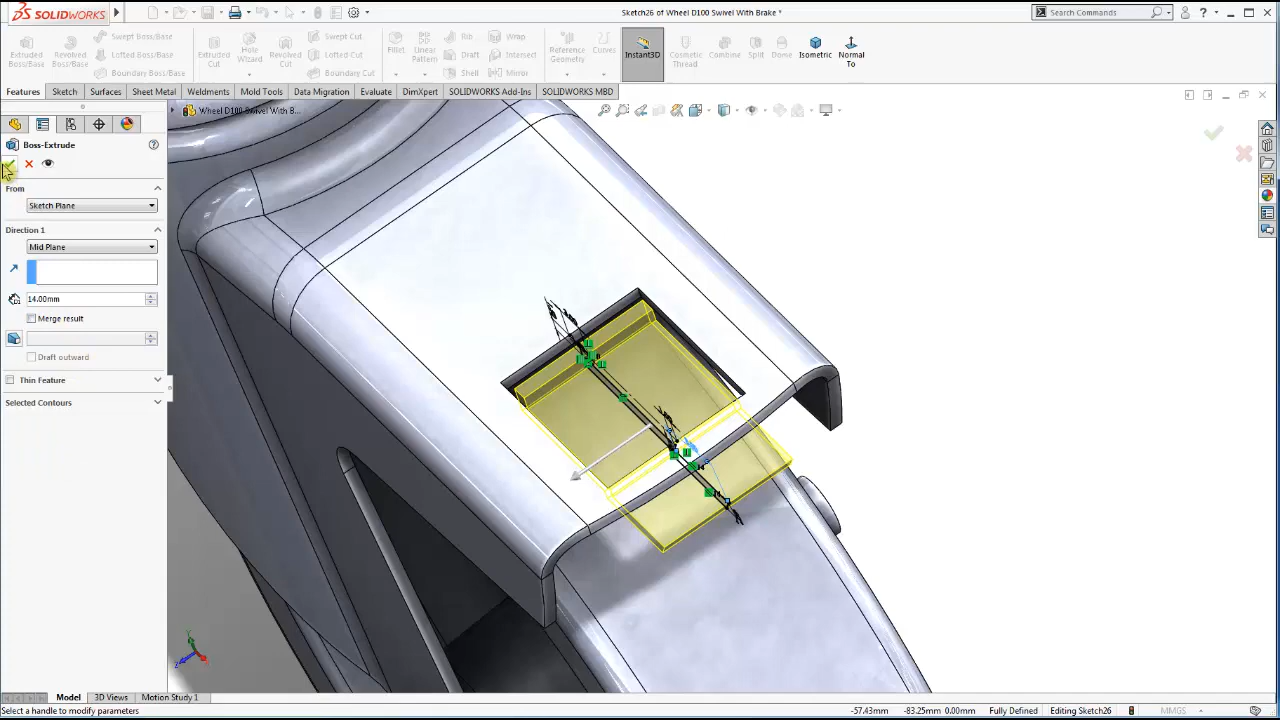 SOLIDWORKS
Sketch26 of Wheel D100 Swivel With Brake *
Search Commands
Extruded Boss/Base
Revolved Boss/Base
Swept Boss/Base
Lofted Boss/Base
Boundary Boss/Base
Extruded Cut
Hole Wizard
Revolved Cut
Swept Cut
Lofted Cut
Boundary Cut
Fillet
Linear Pattern
Rib
Draft
Shell
Wrap
Intersect
Mirror
Reference Geometry
Curves
Instant3D
Cosmetic Thread
Combine
Split
Dome
Isometric
Normal To
Features
Sketch
Surfaces
Sheet Metal
Weldments
Mold Tools
Data Migration
Evaluate
DimXpert
SOLIDWORKS Add-Ins
SOLIDWORKS MBD
Wheel D100 Swivel With B...
Boss-Extrude
From
Sketch Plane
Direction 1
Mid Plane
14.00mm
Merge result
Draft outward
Thin Feature
Selected Contours
Model
3D Views
Motion Study 1
Select a handle to modify parameters
-57.43mm
-83.25mm
0.00mm
Fully Defined
Editing Sketch26
MMGS